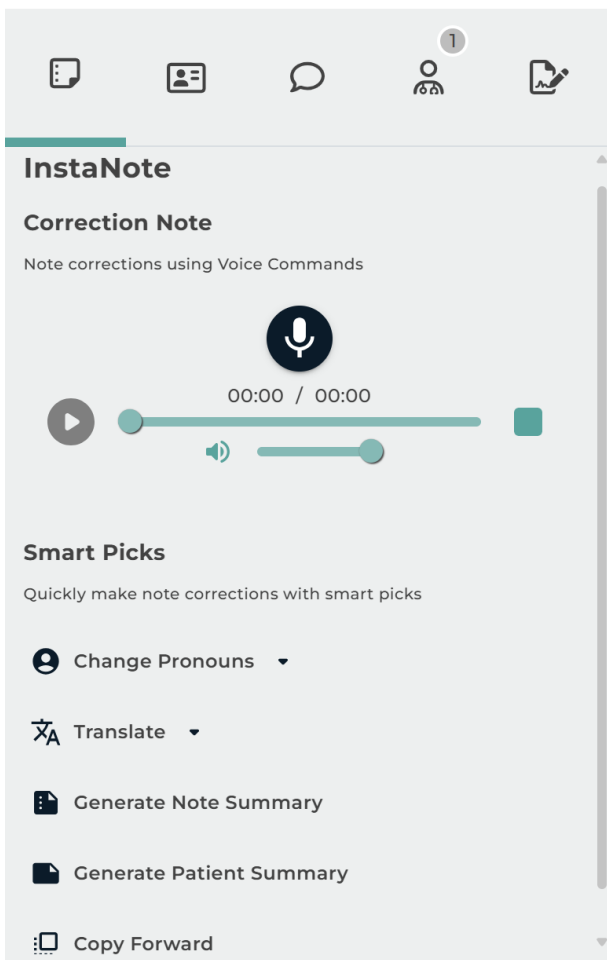 1
InstaNote
Correction Note
Note corrections using Voice Commands
00:00 / 00:00
Smart Picks
Quickly make note corrections with smart picks
Change Pronouns
Translate
Generate Note Summary
Generate Patient Summary
Copy Forward